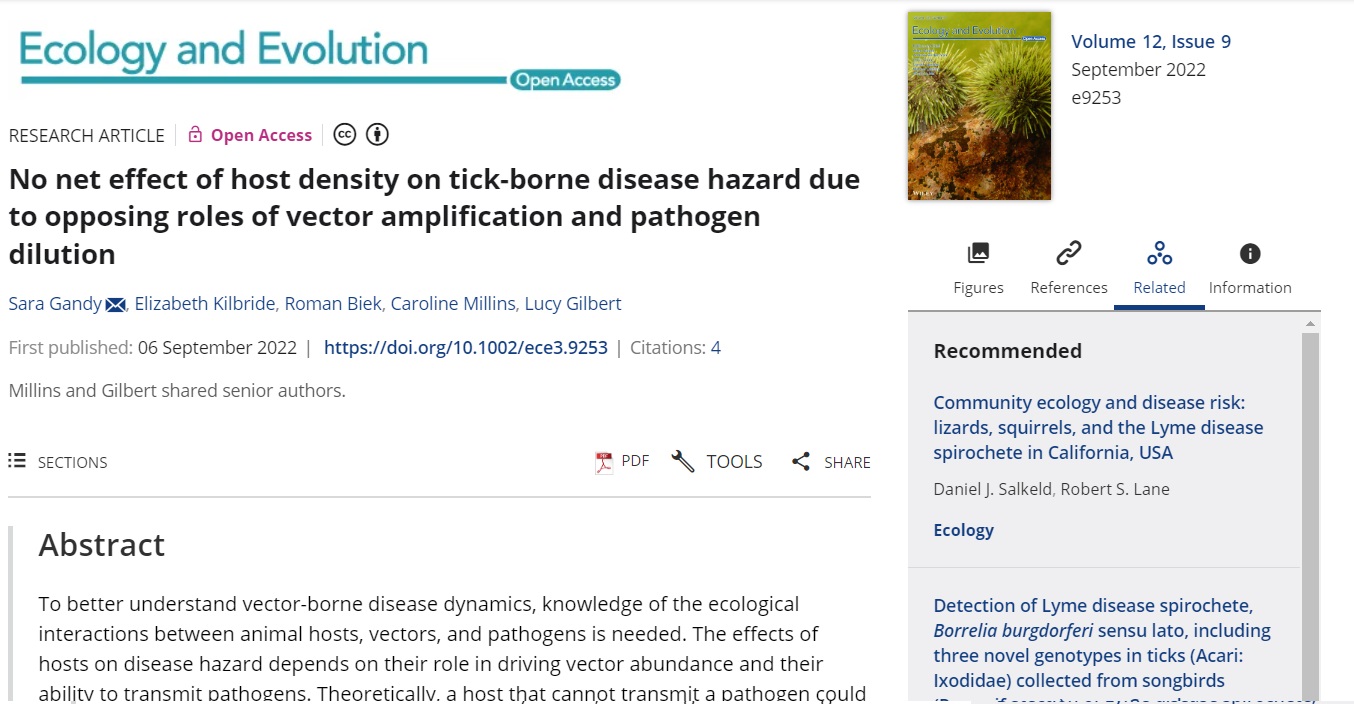 Ecology and Evolution
Open Access
RESEARCH ARTICLE
Open Access
No net effect of host density on tick-borne disease hazard due
to opposing roles of vector amplification and pathogen
dilution
Sara Gandy, Elizabeth Kilbride, Roman Biek, Caroline Millins, Lucy Gilbert
First published: 06 September 2022 | https://doi.org/10.1002/ece3.9253 | Citations: 4
Millins and Gilbert shared senior authors.
SECTIONS
PDF
TOOLS
SHARE
Abstract
To better understand vector-borne disease dynamics, knowledge of the ecological
interactions between animal hosts, vectors, and pathogens is needed. The effects of
hosts on disease hazard depends on their role in driving vector abundance and their
ability to transmit pathogens. Theoretically, a host that cannot transmit a pathogen could
Ecology and Evolution
Volume 12, Issue 9
September 2022
e9253
WILEY
Figures
References
Related
Information
Recommended
Community ecology and disease risk:
lizards, squirrels, and the Lyme disease
spirochete in California, USA
Daniel J. Salkeld, Robert S. Lane
Ecology
Detection of Lyme disease spirochete,
Borrelia burgdorferi sensu lato, including
three novel genotypes in ticks (Acari:
Ixodidae) collected from songbirds